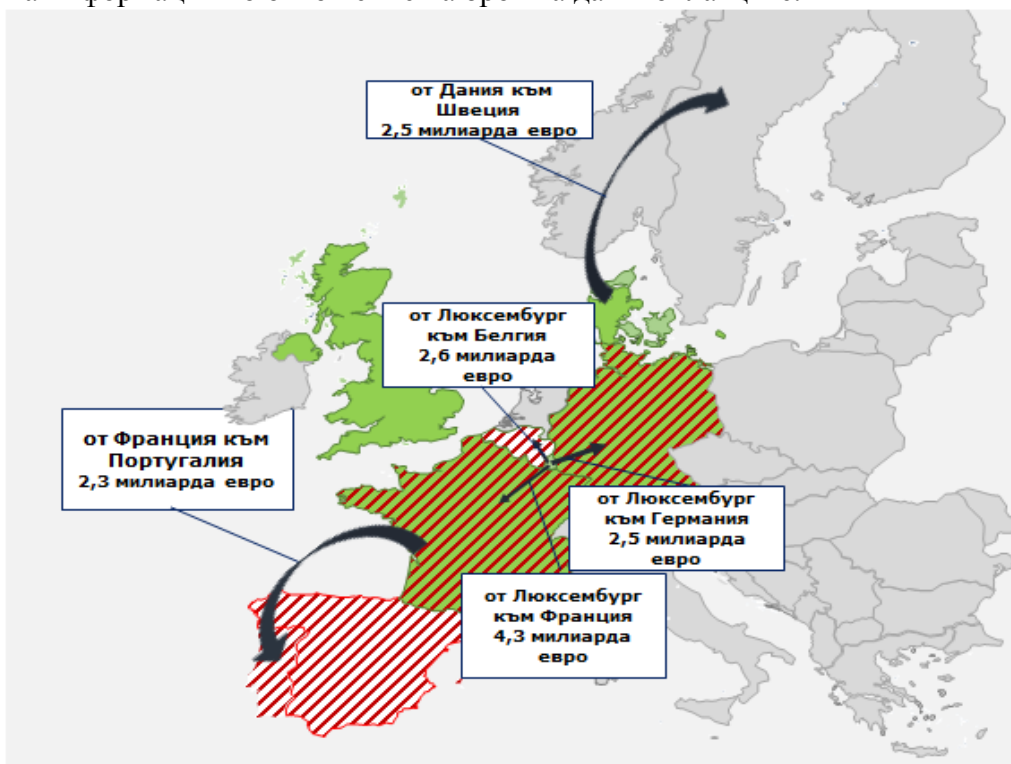 от Дания към
Швеция
2,5 милиарда евро
от Люксембург
към Белгия
2,6 милиарда
евро
от Франция към
Португалия
2,3 милиарда евро
от Люксембург
към Германия
2,5 милиарда
евро
от Люксембург
към Франция
4,3 милиарда
евро